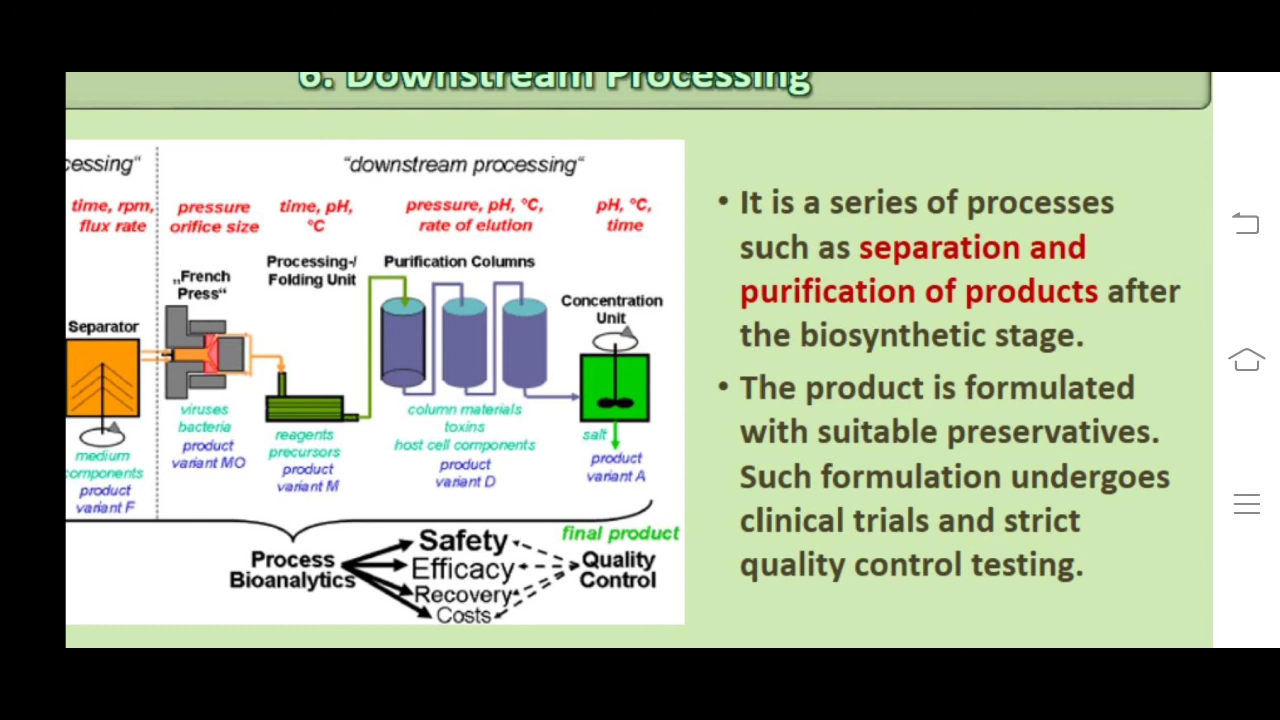 6. Downstream Processing
cessing“
“downstream processing“
time, rpm,
flux rate
pressure
orifice size
time, pH,
°C
pressure, pH, °C,
rate of elution
pH, °C,
time
Separator
„French
Press“
Processing-/
Folding Unit
Purification Columns
Concentration
Unit
medium
components
product
variant F
viruses
bacteria
product
variant MO
reagents
precursors
product
variant M
column materials
toxins
host cell components
product
variant D
salt
product
variant A
final product
Process
Bioanalytics
Safety
Efficacy
Recovery
Costs
Quality
Control
• It is a series of processes
such as separation and
purification of products after
the biosynthetic stage.
• The product is formulated
with suitable preservatives.
Such formulation undergoes
clinical trials and strict
quality control testing.